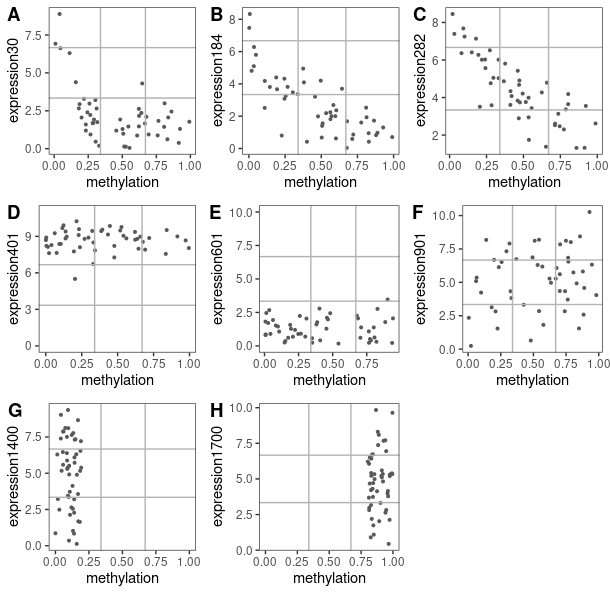 A
expression30
7.5
5.0
2.5
0.0
0.00 0.25 0.50 0.75 1.00
methylation
B
expression184
8
6
4
2
0
0.00 0.25 0.50 0.75 1.00
methylation
C
expression282
8
6
4
2
0.00 0.25 0.50 0.75 1.00
methylation
D
expression401
9
6
3
0
0.00 0.25 0.50 0.75 1.00
methylation
E
expression601
10.0
7.5
5.0
2.5
0.0
0.00 0.25 0.50 0.75
methylation
F
expression901
10.0
7.5
5.0
2.5
0.0
0.00 0.25 0.50 0.75 1.00
methylation
G
expression1400
7.5
5.0
2.5
0.0
0.00 0.25 0.50 0.75 1.00
methylation
H
expression1700
10.0
7.5
5.0
2.5
0.0
0.00 0.25 0.50 0.75 1.00
methylation